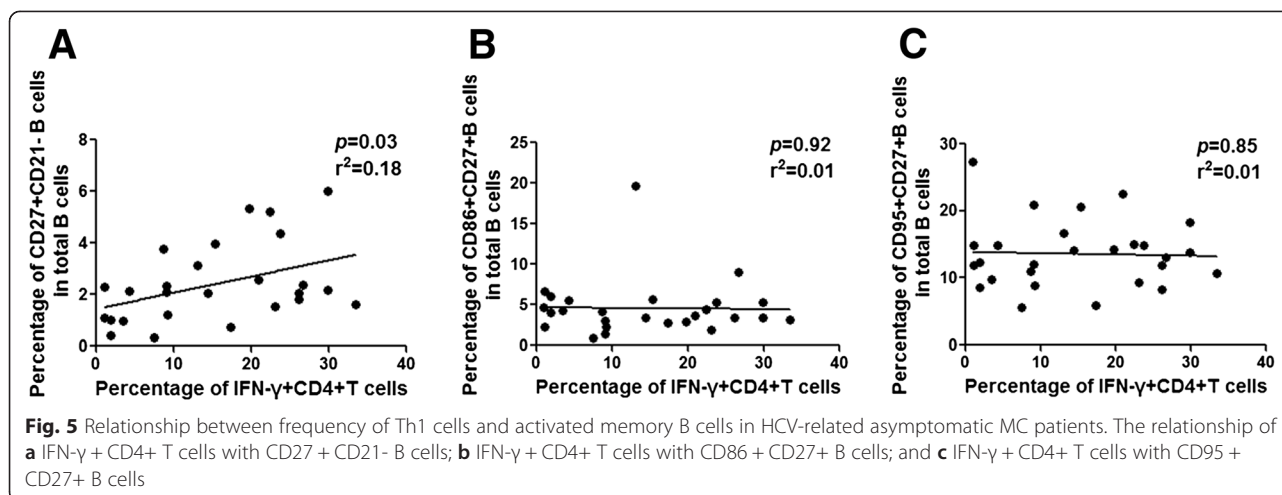 A
Percentage of CD27+CD21- B cells
in total B cells
8
6
4
2
0
0
10
20
30
40
p=0.03
r²=0.18
Percentage of IFN-γ+CD4+T cells
B
Percentage of CD86+CD27+B cells
in total B cells
25
20
15
10
5
0
0
10
20
30
40
p=0.92
r²=0.01
Percentage of IFN-γ+CD4+T cells
C
Percentage of CD95+CD27+B cells
in total B cells
30
20
10
0
0
10
20
30
40
p=0.85
r²=0.01
Percentage of IFN-γ+CD4+T cells
Fig. 5 Relationship between frequency of Th1 cells and activated memory B cells in HCV-related asymptomatic MC patients. The relationship of
a IFN-γ + CD4+ T cells with CD27 + CD21- B cells; b IFN-γ + CD4+ T cells with CD86 + CD27+ B cells; and c IFN-γ + CD4+ T cells with CD95 +
CD27+ B cells